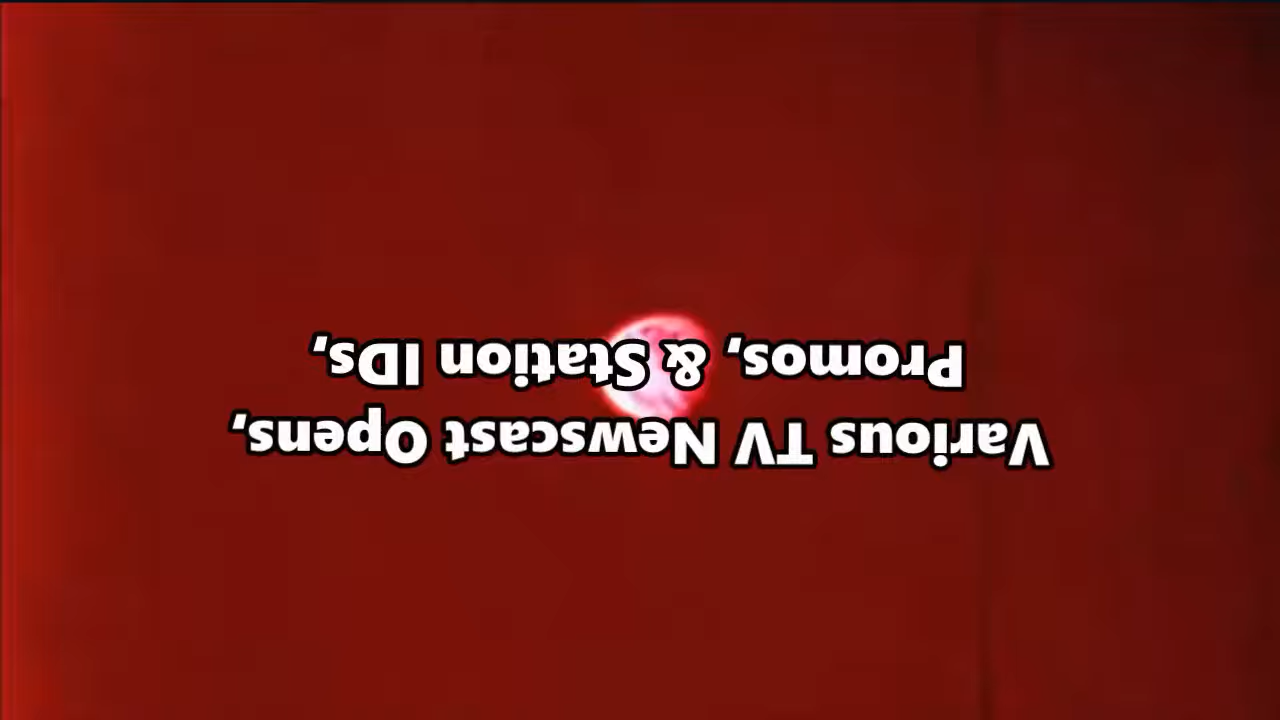 Various TV Newscast Opens,
Promos, & Station IDs,